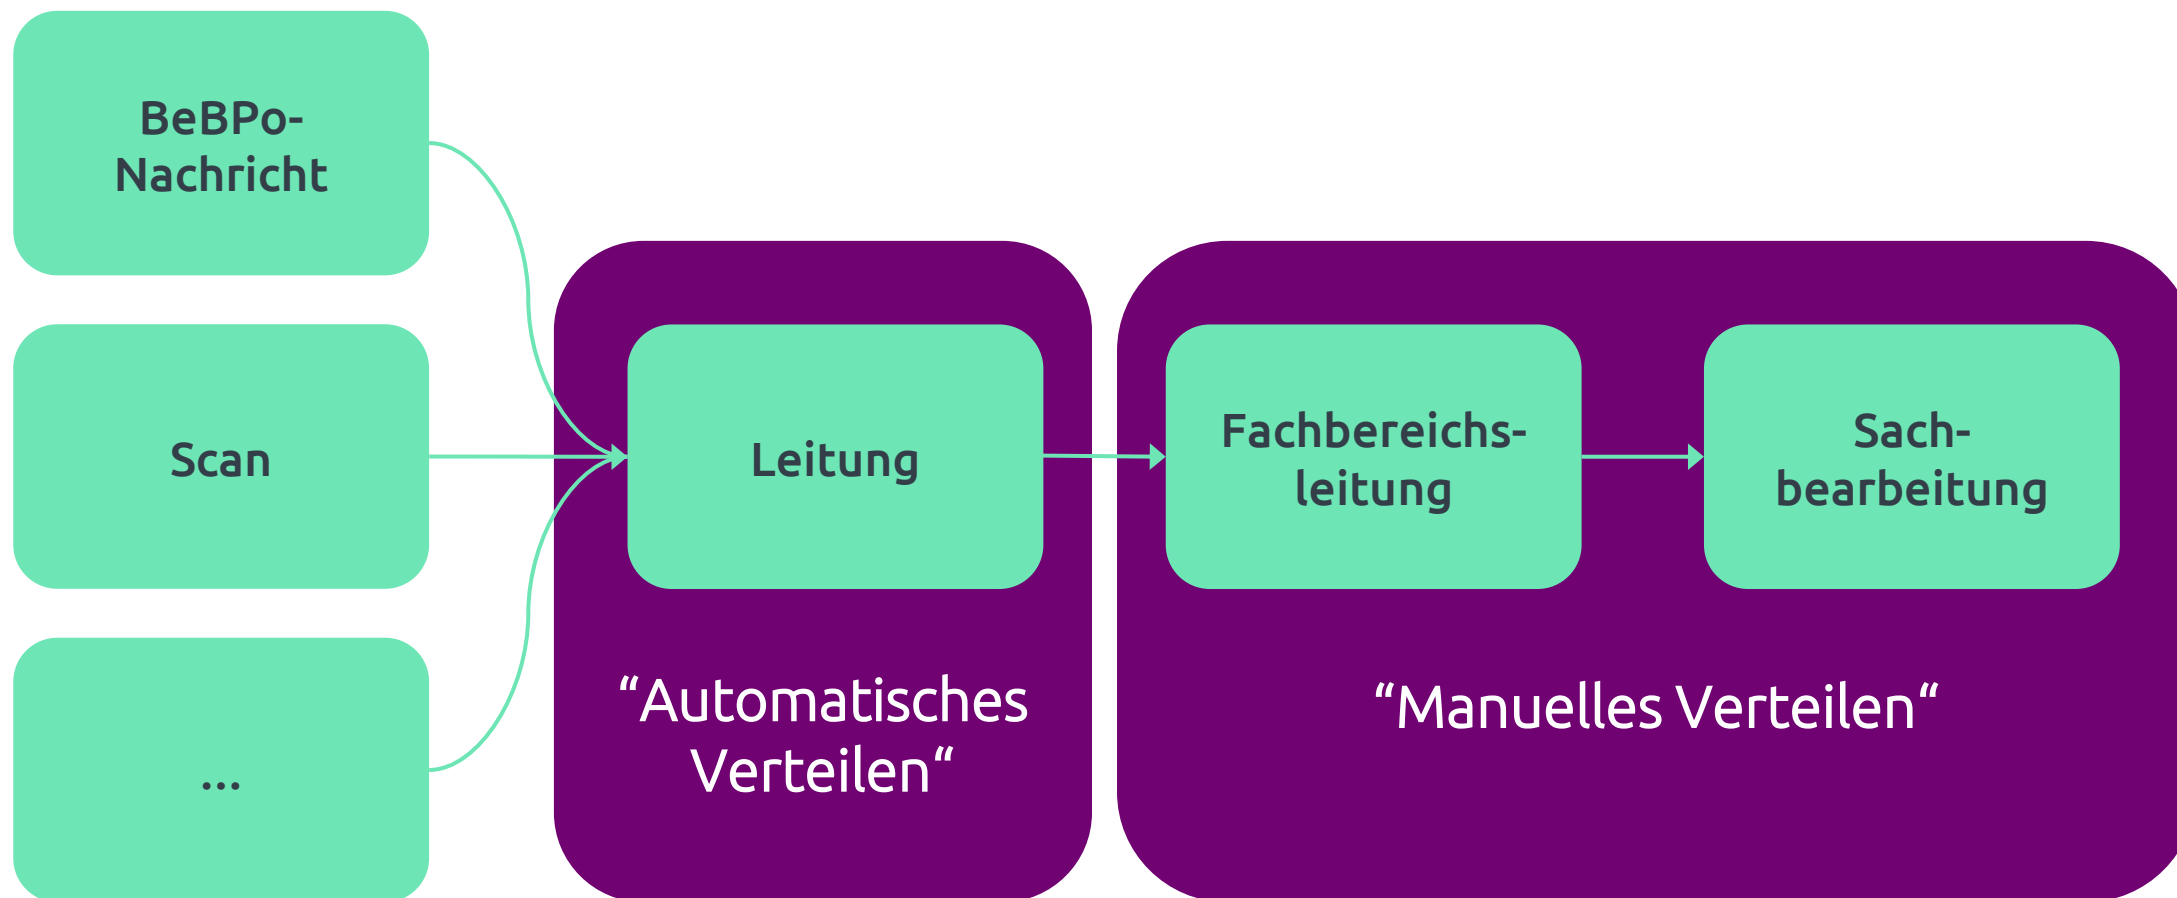 BeBPo-
Nachricht
Scan
...
Leitung
“Automatisches
Verteilen“
Fachbereichs-
leitung
Sach-
bearbeitung
“Manuelles Verteilen“